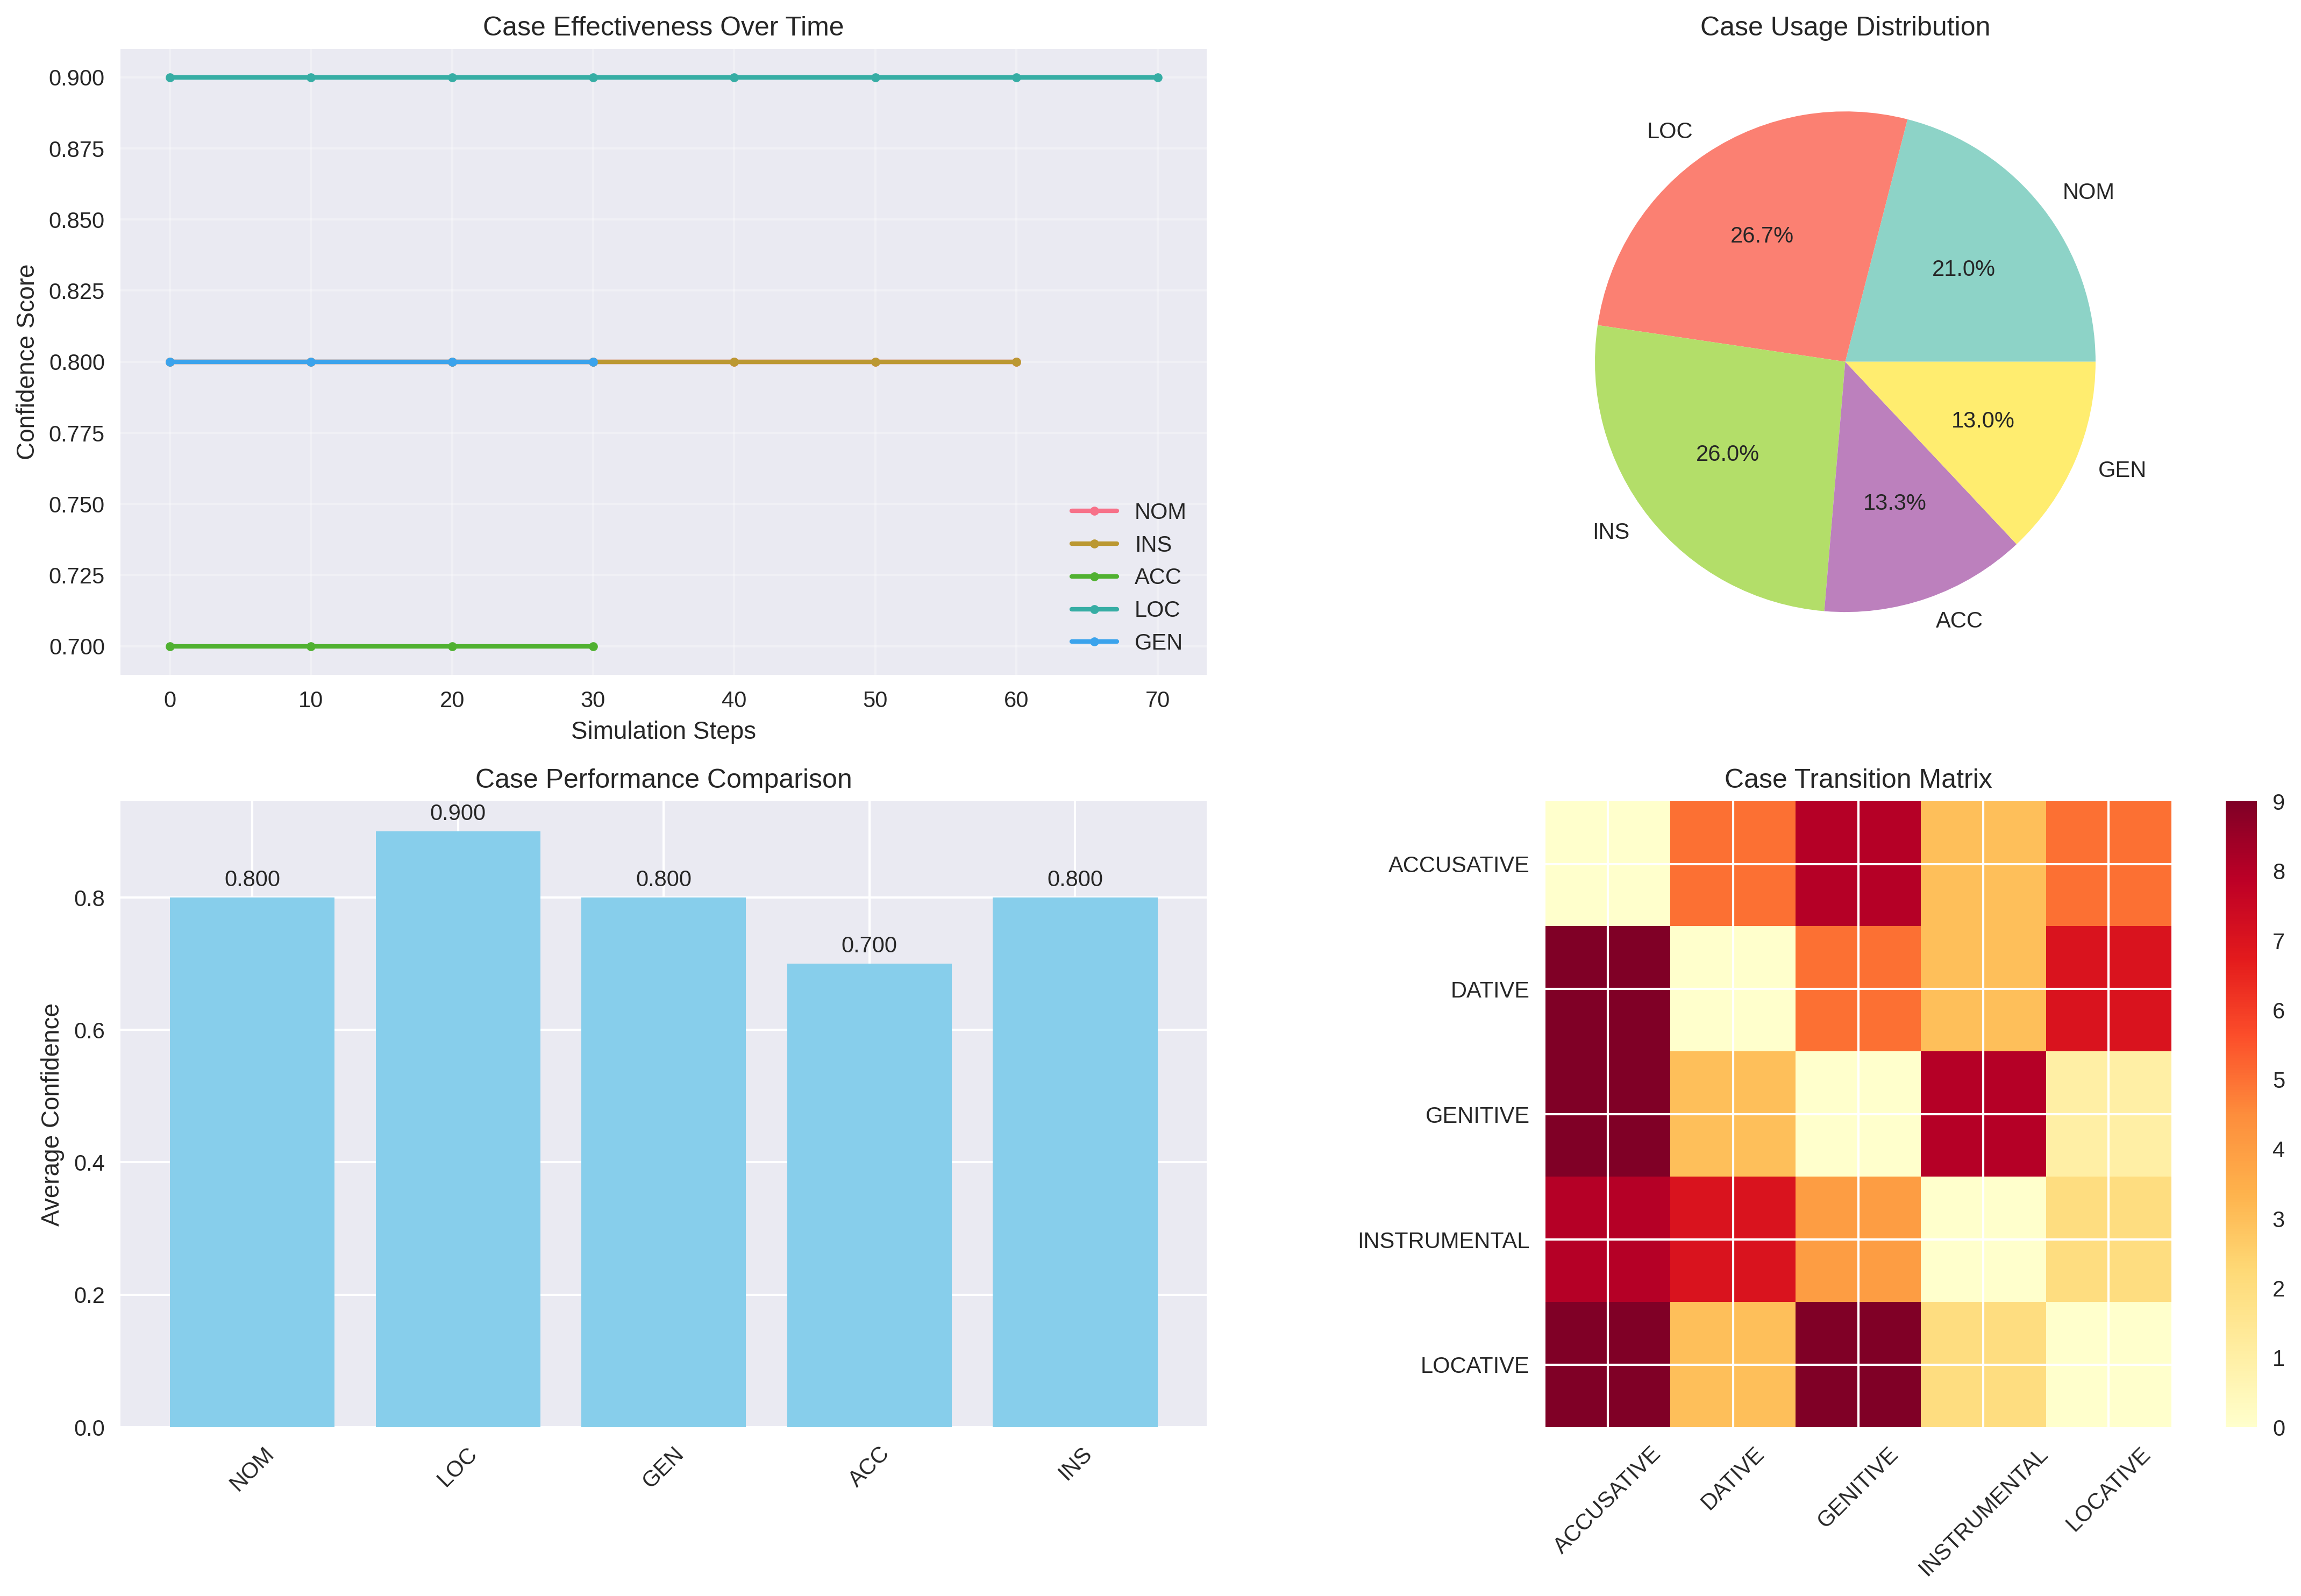 Case Effectiveness Over Time
0.900
0.875
0.850
0.825
0.800
0.775
0.750
0.725
0.700
Confidence Score
0 10 20 30 40 50 60 70
Simulation Steps
NOM
INS
ACC
LOC
GEN
Case Usage Distribution
LOC
NOM
26.7%
21.0%
13.0%
26.0%
GEN
13.3%
INS
ACC
Case Performance Comparison
0.900
0.800
0.800
0.800
0.700
0.8
0.6
0.4
0.2
0.0
Average Confidence
NOM LOC GEN ACC INS
Case Transition Matrix
ACCUSATIVE
DATIVE
GENITIVE
INSTRUMENTAL
LOCATIVE
ACCUSATIVE DATIVE GENITIVE INSTRUMENTAL LOCATIVE
9
8
7
6
5
4
3
2
1
0